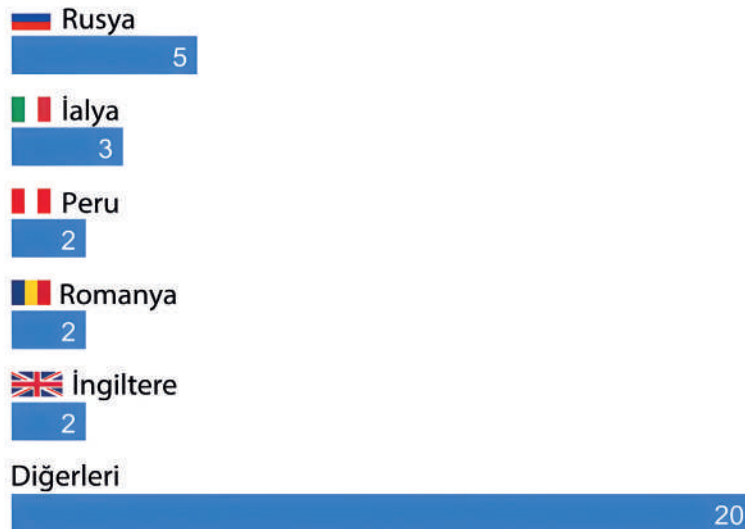 Rusya
5
İalya
3
Peru
2
Romanya
2
İngiltere
2
Diğerleri
20